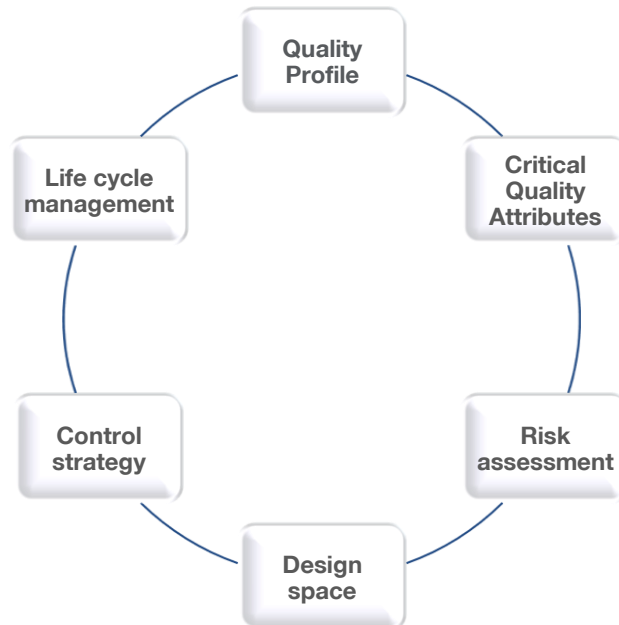 Quality
Profile
Critical
Quality
Attributes
Risk
assessment
Design
space
Control
strategy
Life cycle
management